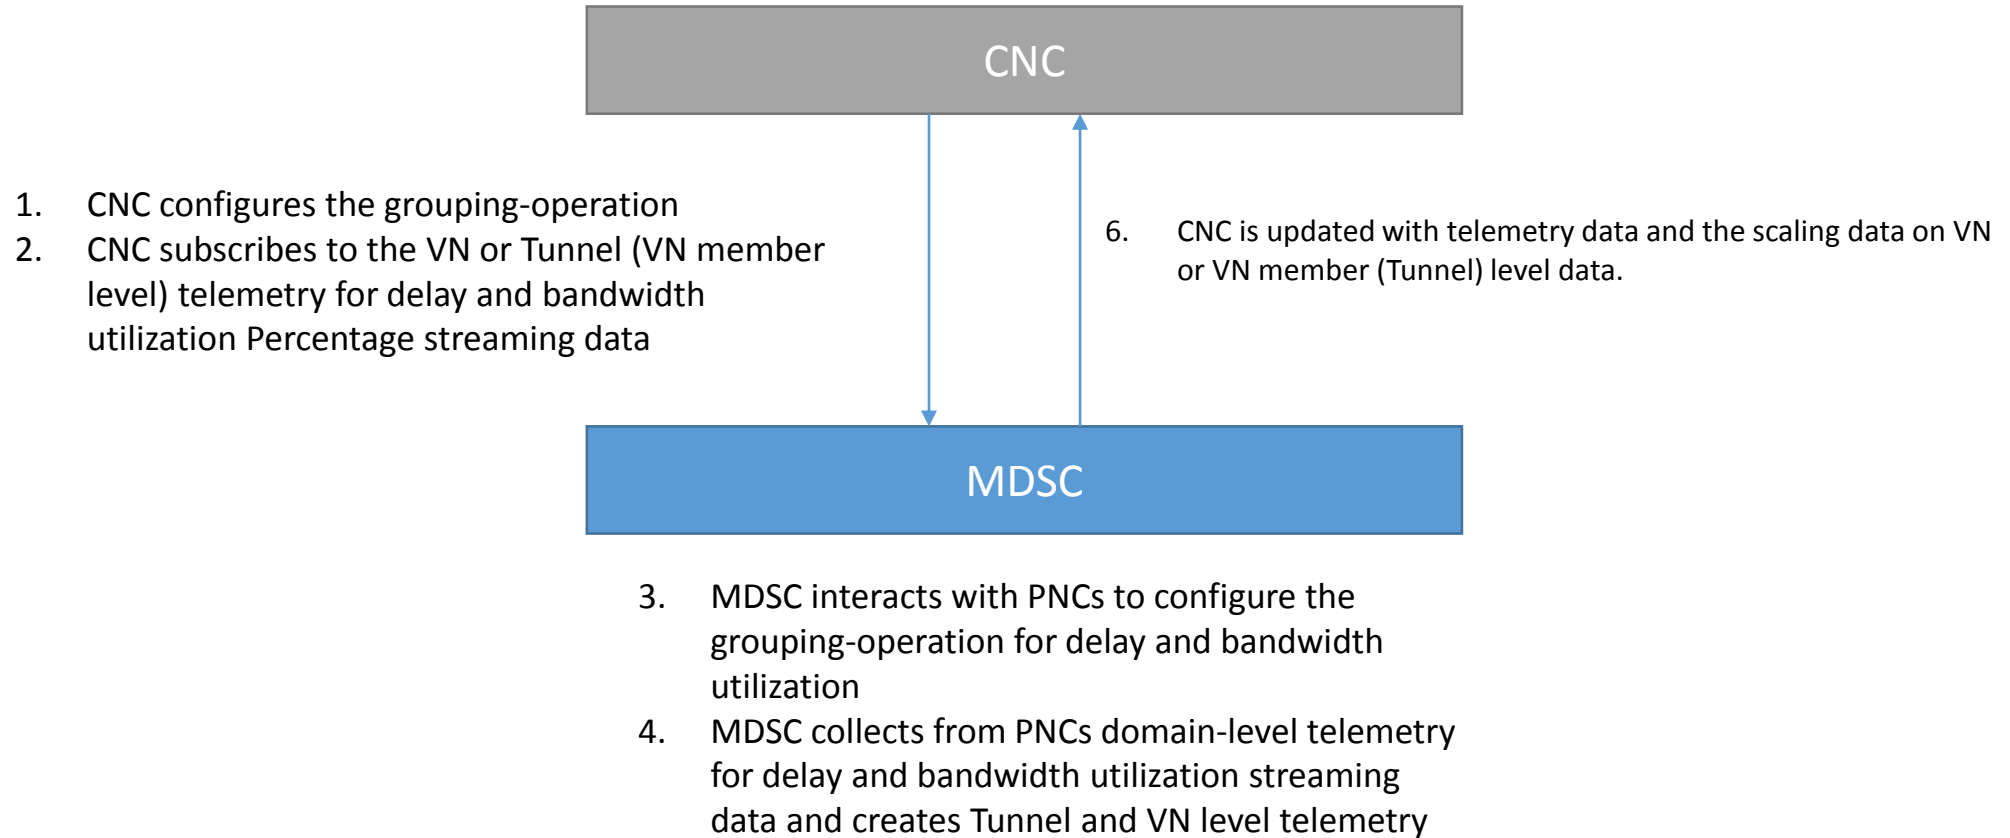 CNC
1. CNC configures the grouping-operation
2. CNC subscribes to the VN or Tunnel (VN member
level) telemetry for delay and bandwidth
utilization Percentage streaming data
6. CNC is updated with telemetry data and the scaling data on VN
or VN member (Tunnel) level data.
MDSC
3. MDSC interacts with PNCs to configure the
grouping-operation for delay and bandwidth
utilization
4. MDSC collects from PNCs domain-level telemetry
for delay and bandwidth utilization streaming
data and creates Tunnel and VN level telemetry